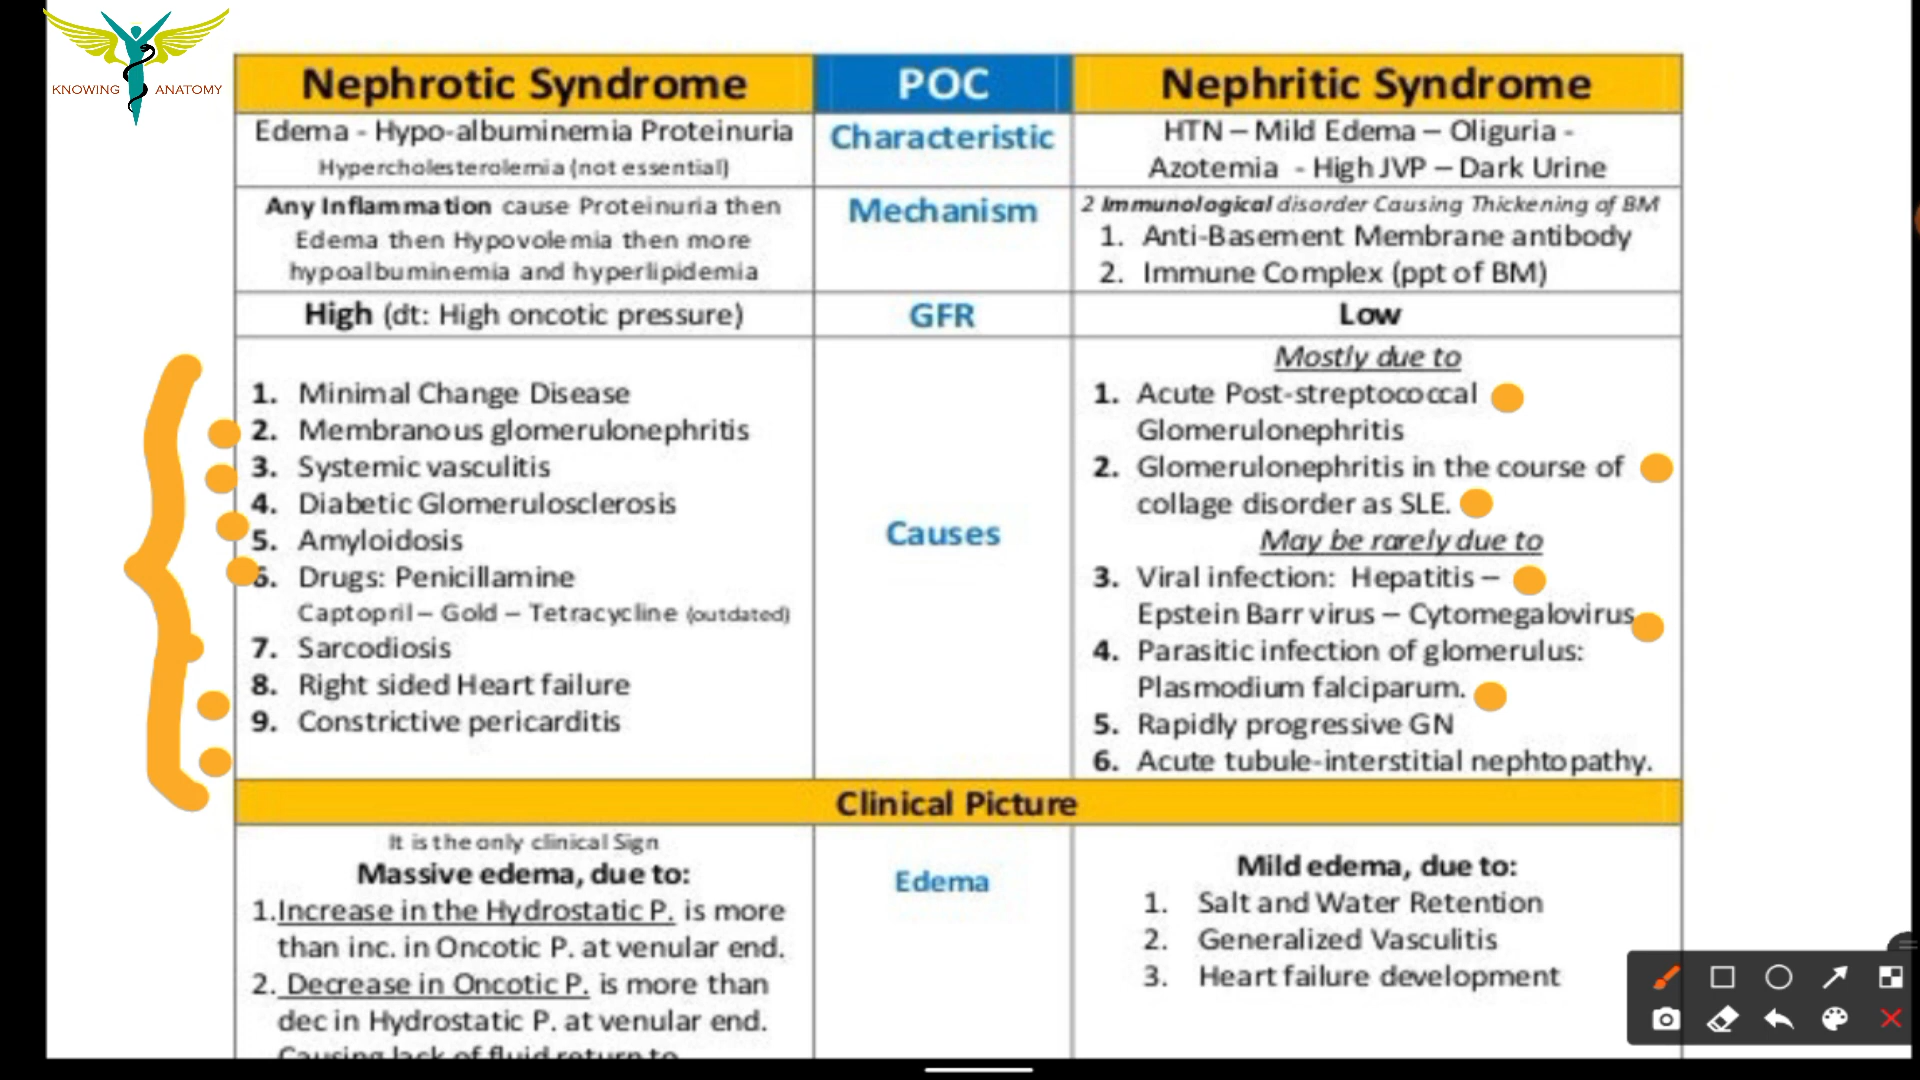 KNOWING ANATOMY
Nephrotic Syndrome POC Nephritic Syndrome
Edema - Hypo-albuminemia Proteinuria
Hypercholesterolemia (not essential)
Characteristic
HTN – Mild Edema – Oliguria -
Azotemia - High JVP – Dark Urine
Any Inflammation cause Proteinuria then
Edema then Hypovolemia then more
hypoalbuminemia and hyperlipidemia
Mechanism
2 Immunological disorder Causing Thickening of BM
1. Anti-Basement Membrane antibody
2. Immune Complex (ppt of BM)
High (dt: High oncotic pressure)
GFR
Low
1. Minimal Change Disease
2. Membranous glomerulonephritis
3. Systemic vasculitis
4. Diabetic Glomerulosclerosis
5. Amyloidosis
6. Drugs: Penicillamine
Captopril – Gold – Tetracycline (outdated)
7. Sarcodiosis
8. Right sided Heart failure
9. Constrictive pericarditis
Causes
Mostly due to
1. Acute Post-streptococcal
Glomerulonephritis
2. Glomerulonephritis in the course of
collage disorder as SLE.
May be rarely due to
3. Viral infection: Hepatitis –
Epstein Barr virus – Cytomegalovirus
4. Parasitic infection of glomerulus:
Plasmodium falciparum.
5. Rapidly progressive GN
6. Acute tubule-interstitial nephtopathy.
Clinical Picture
It is the only clinical Sign
Massive edema, due to:
1.Increase in the Hydrostatic P. is more
than inc. in Oncotic P. at venular end.
2. Decrease in Oncotic P. is more than
dec in Hydrostatic P. at venular end.
Causing lack of fluid return to
Edema
Mild edema, due to:
1. Salt and Water Retention
2. Generalized Vasculitis
3. Heart failure development